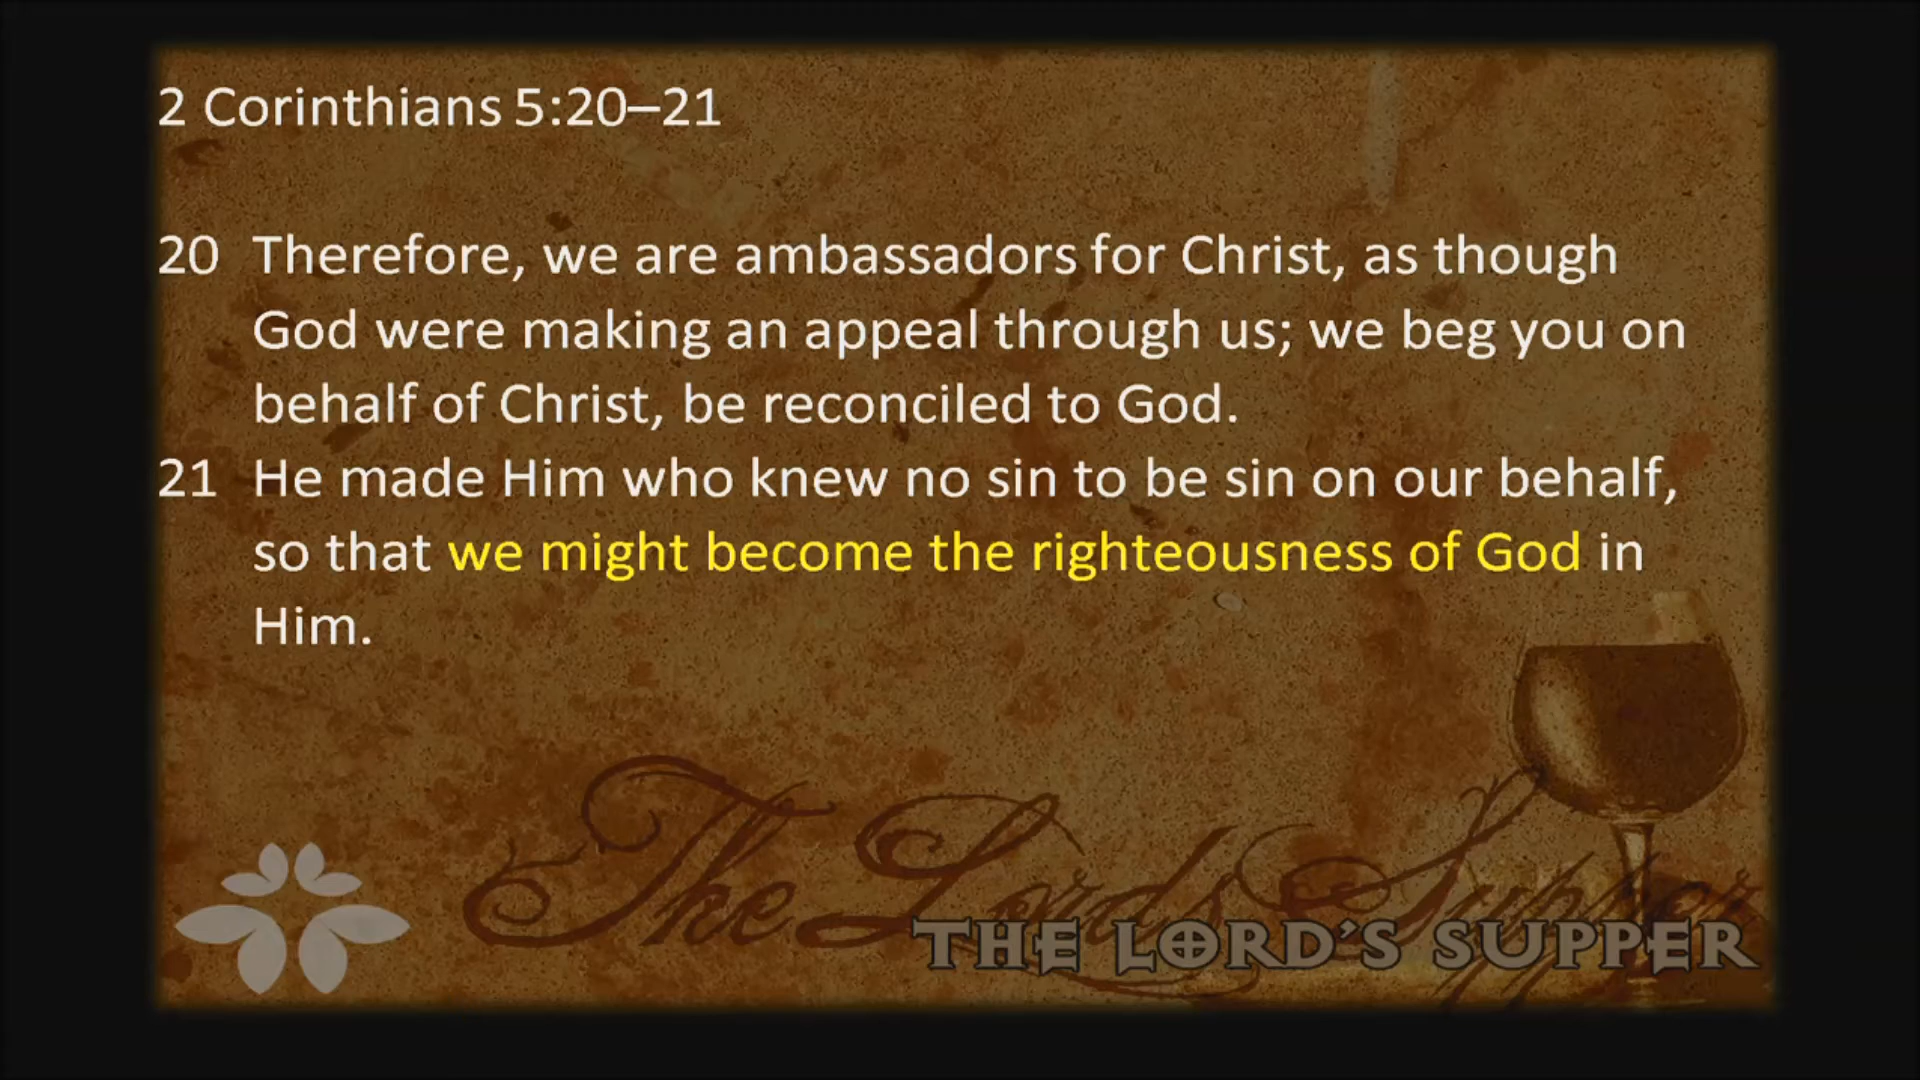 2 Corinthians 5:20–21
20 Therefore, we are ambassadors for Christ, as though
God were making an appeal through us; we beg you on
behalf of Christ, be reconciled to God.
21 He made Him who knew no sin to be sin on our behalf,
so that we might become the righteousness of God in
Him.
The Lords Supper
THE LORD'S SUPPER